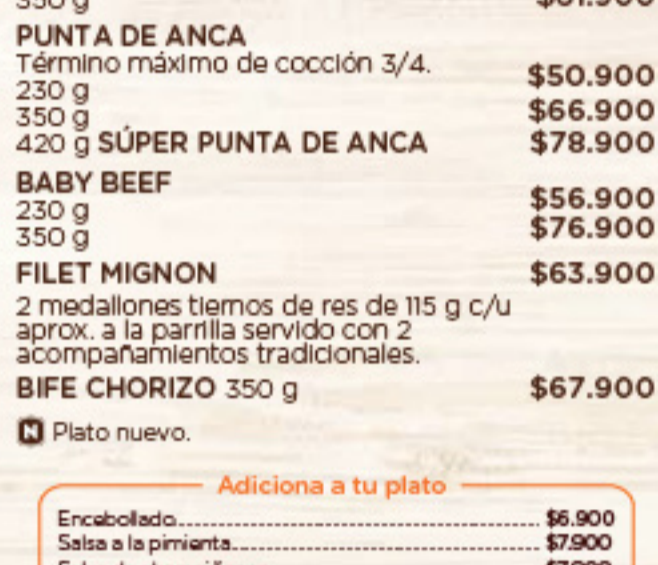 350 g $61.900
PUNTA DE ANCA
Término máximo de cocción 3/4.
230 g $50.900
350 g $66.900
420 g SÚPER PUNTA DE ANCA $78.900
BABY BEEF
230 g $56.900
350 g $76.900
FILET MIGNON $63.900
2 medallones tiernos de res de 115 g c/u
aprox. a la parrilla servido con 2
acompañamientos tradicionales.
BIFE CHORIZO 350 g $67.900
N Plato nuevo.
Adiciona a tu plato
Encebollado $6.900
Salsa a la pimienta $7.900